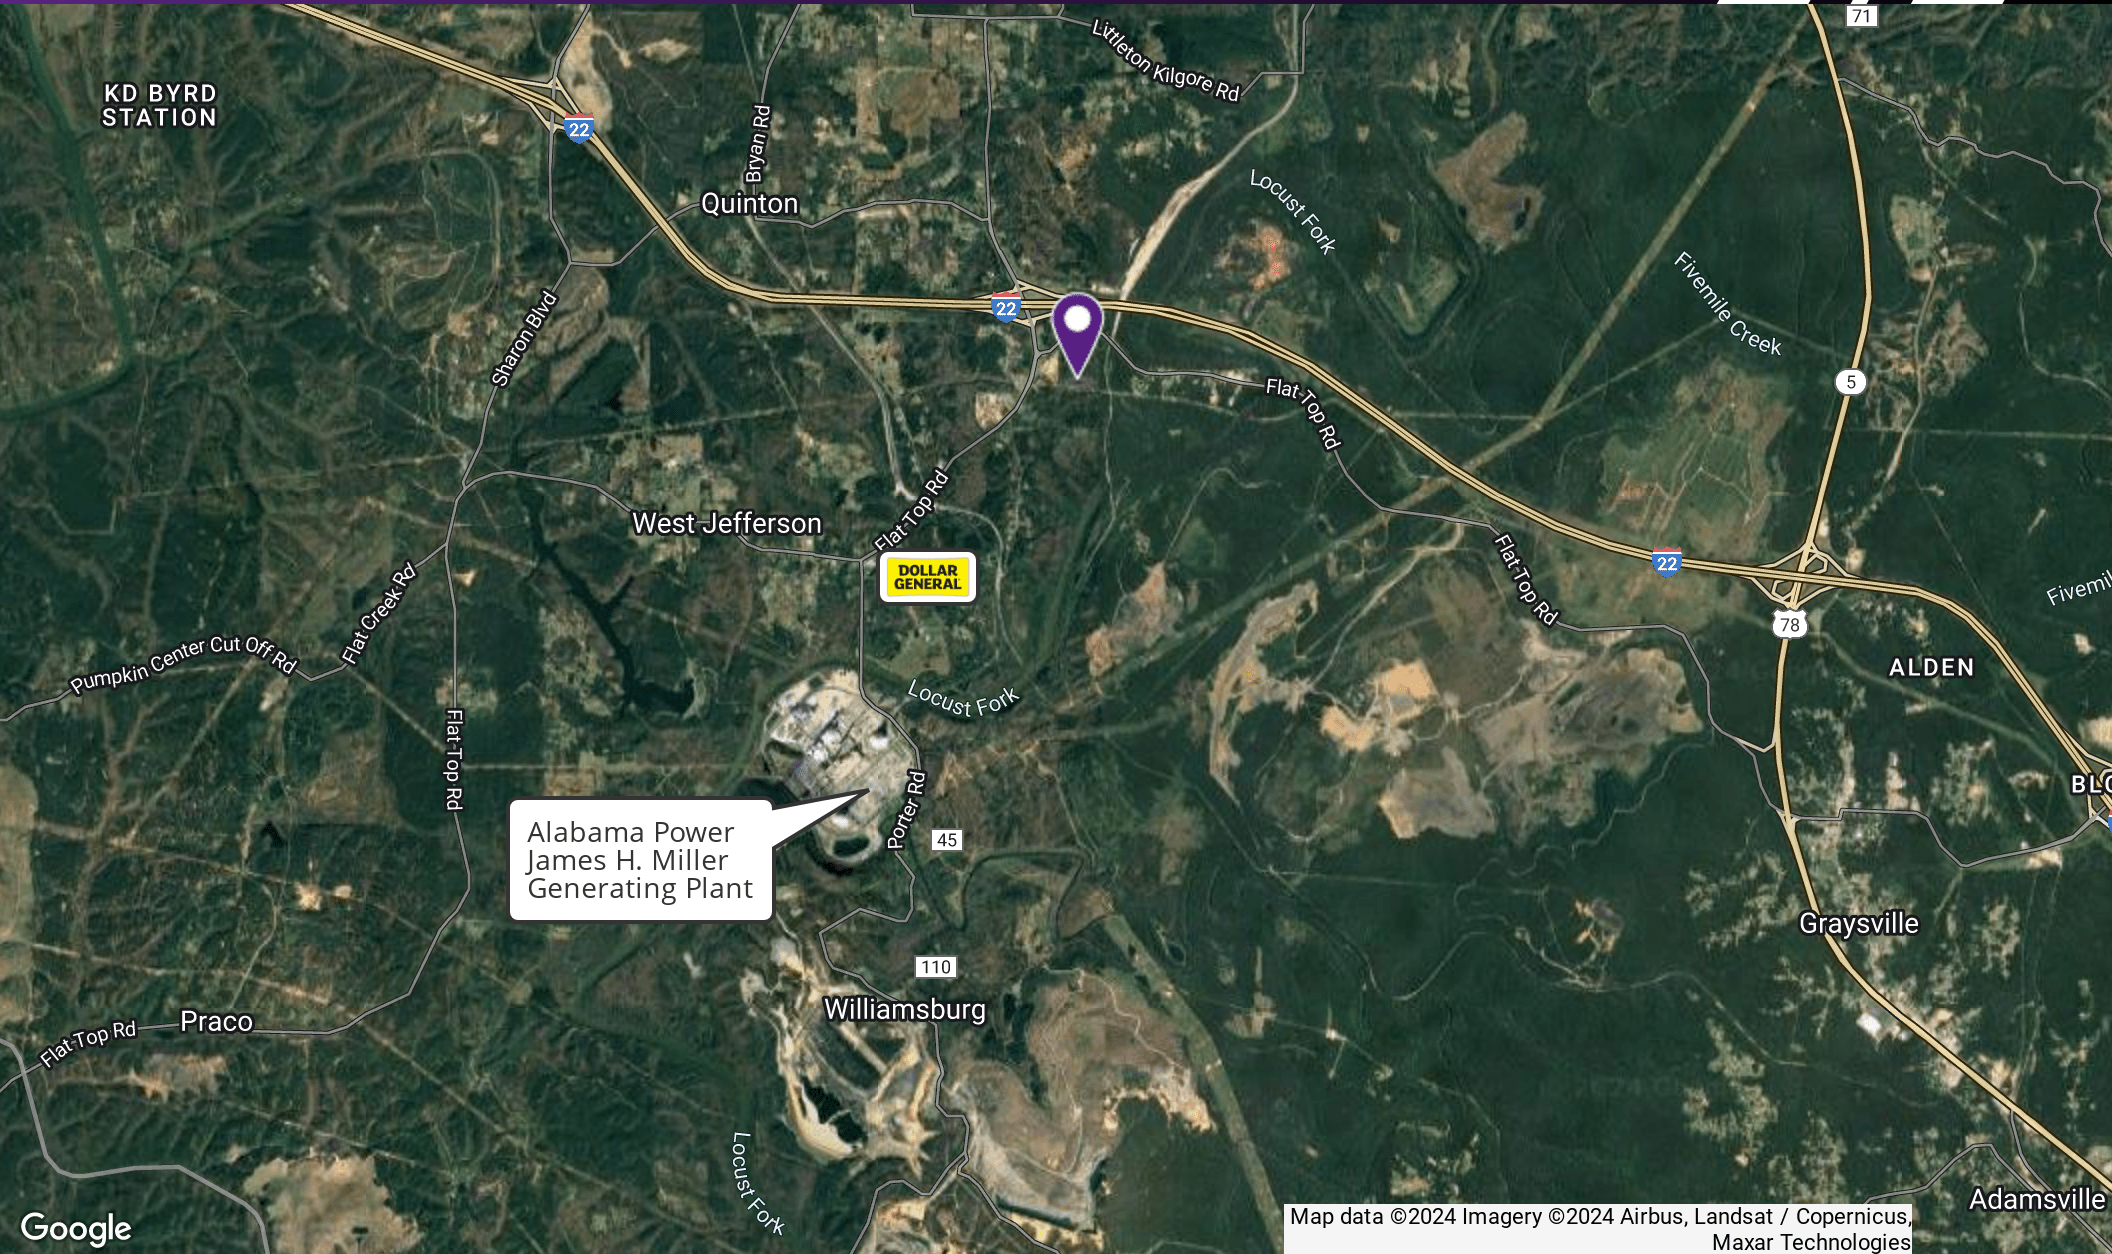 71
Littleton Kilgore Rd
KD BYRD
STATION
22
Bryan Rd
Quinton
Locust Fork
Fivemile Creek
22
Sharon Blvd
5
Flat Top Rd
Flat Top Rd
West Jefferson
Flat Top Rd
22
DOLLAR
GENERAL
Flat Creek Rd
78
Pumpkin Center Cut Off Rd
ALDEN
Locust Fork
Flat Top Rd
Porter Rd
Alabama Power
James H. Miller
Generating Plant
45
Graysville
110
Williamsburg
Praco
Flat Top Rd
Locust Fork
Adamsville
Google
Map data ©2024 Imagery ©2024 Airbus, Landsat / Copernicus,
Maxar Technologies